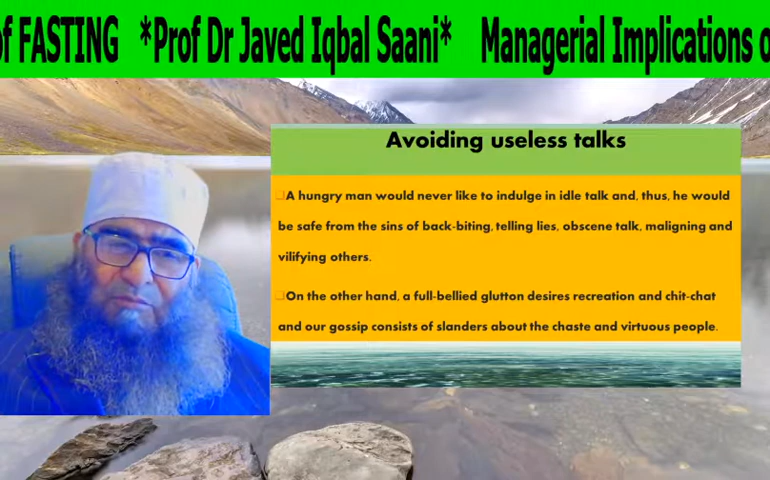 of FASTING *Prof Dr Javed Iqbal Saani* Managerial Implications o
Avoiding useless talks
A hungry man would never like to indulge in idle talk and, thus, he would
be safe from the sins of back-biting, telling lies, obscene talk, maligning and
vilifying others.
On the other hand, a full-bellied glutton desires recreation and chit-chat
and our gossip consists of slanders about the chaste and virtuous people.